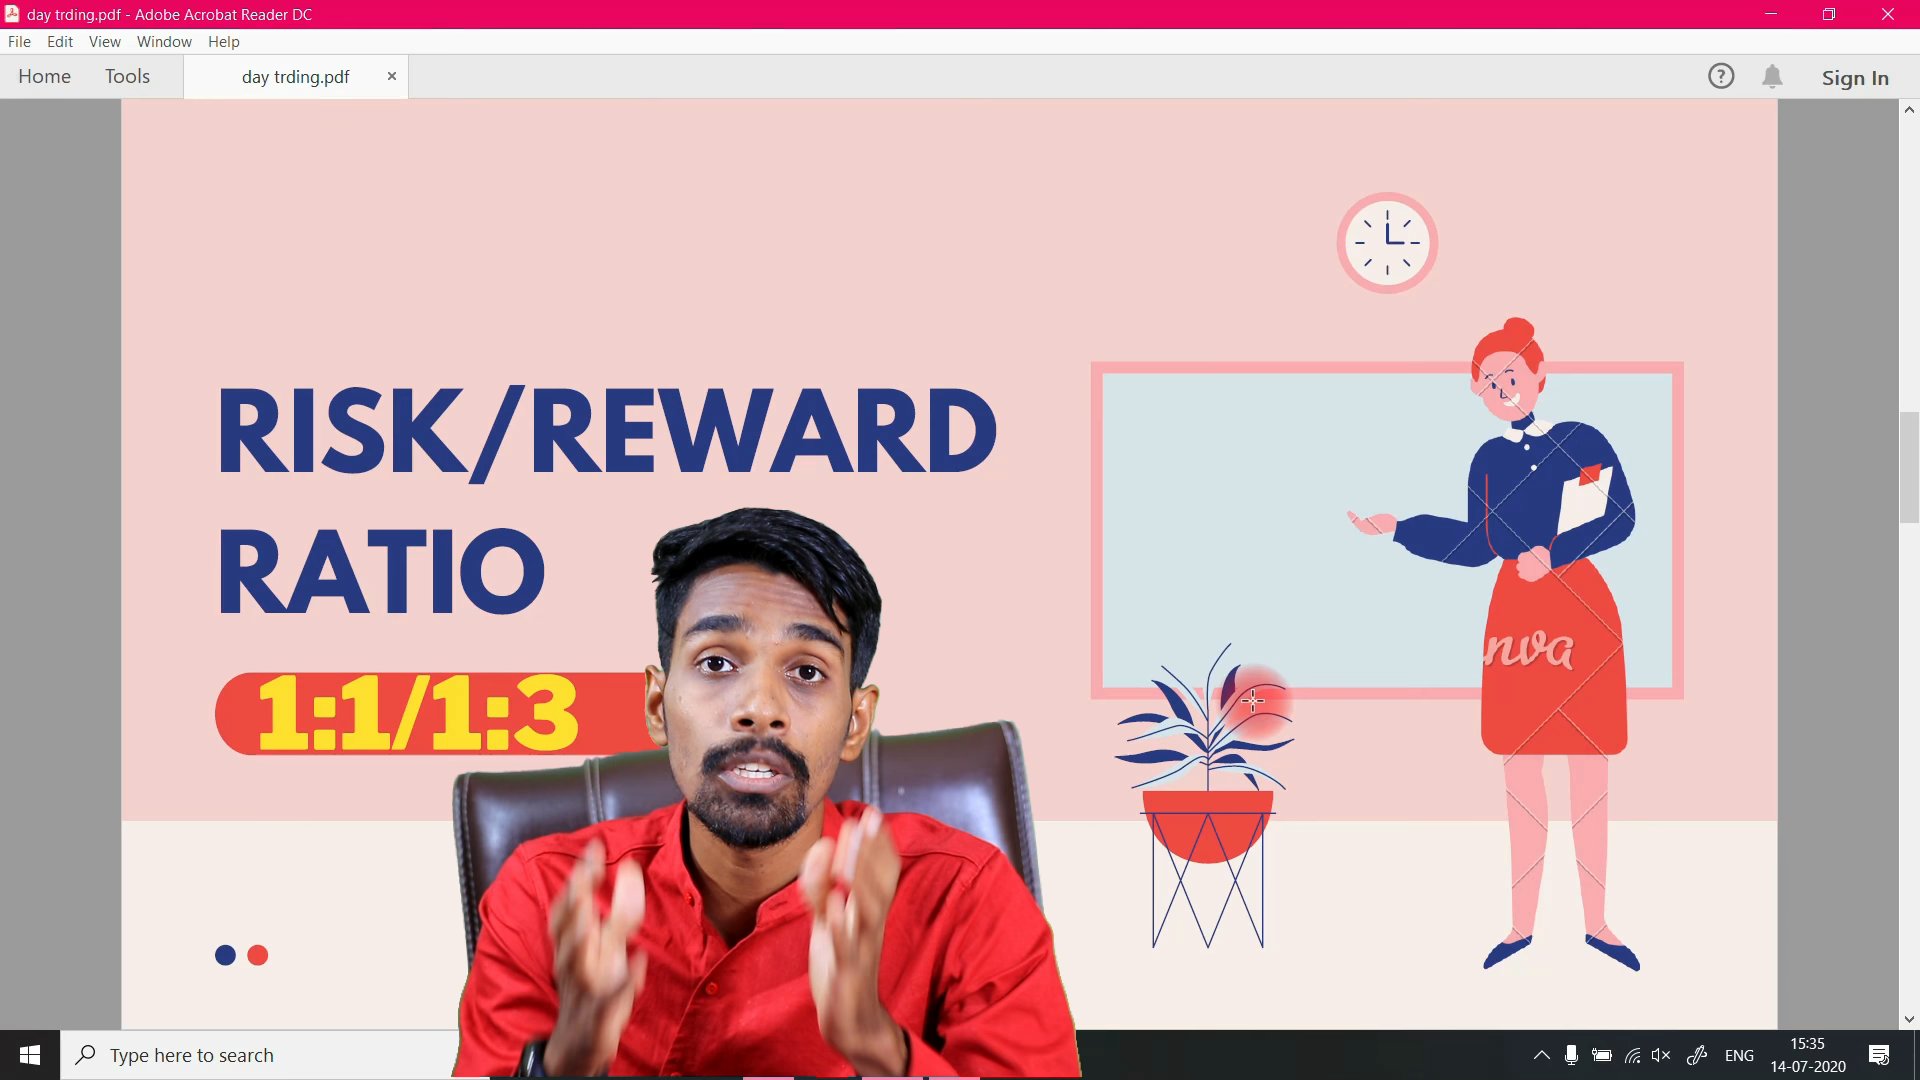 day trding.pdf - Adobe Acrobat Reader DC
File Edit View Window Help
Home Tools day trding.pdf × ? Sign In
RISK/REWARD
RATIO
1:1/1:3
nva
Type here to search
ENG
15:35
14-07-2020